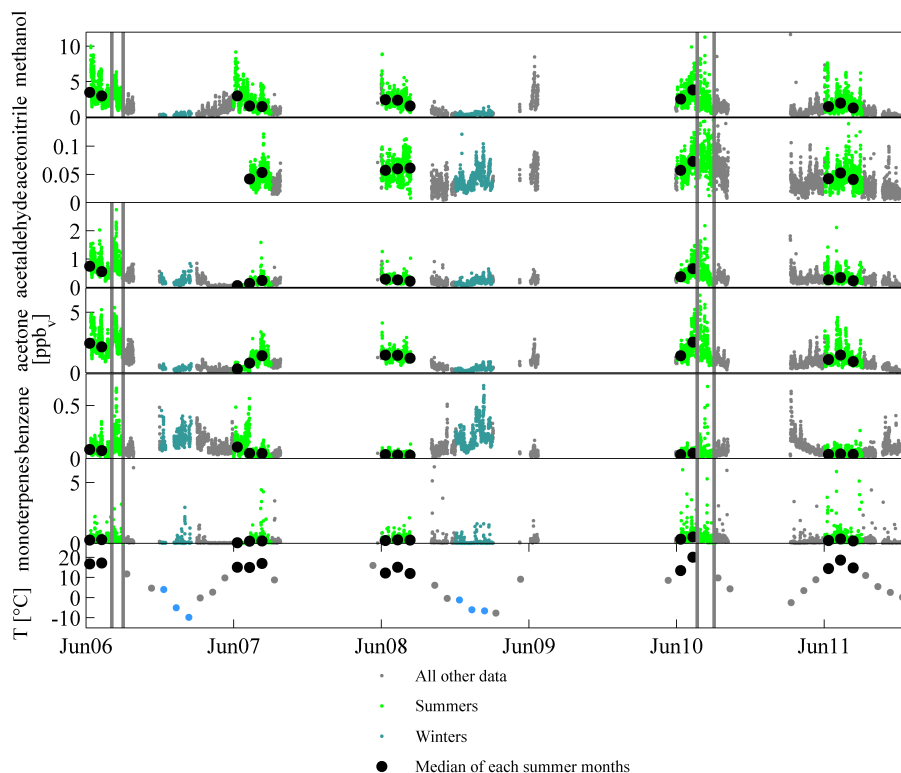 methanol
10
5
0
acetonitrile
0.1
0.05
0
acetaldehyde
2
1
0
acetone
[ppbv]
5
0
benzene
0.5
0
monoterpenes
5
0
T [°C]
20
10
0
-10
Jun06 Jun07 Jun08 Jun09 Jun10 Jun11
All other data
Summers
Winters
Median of each summer months